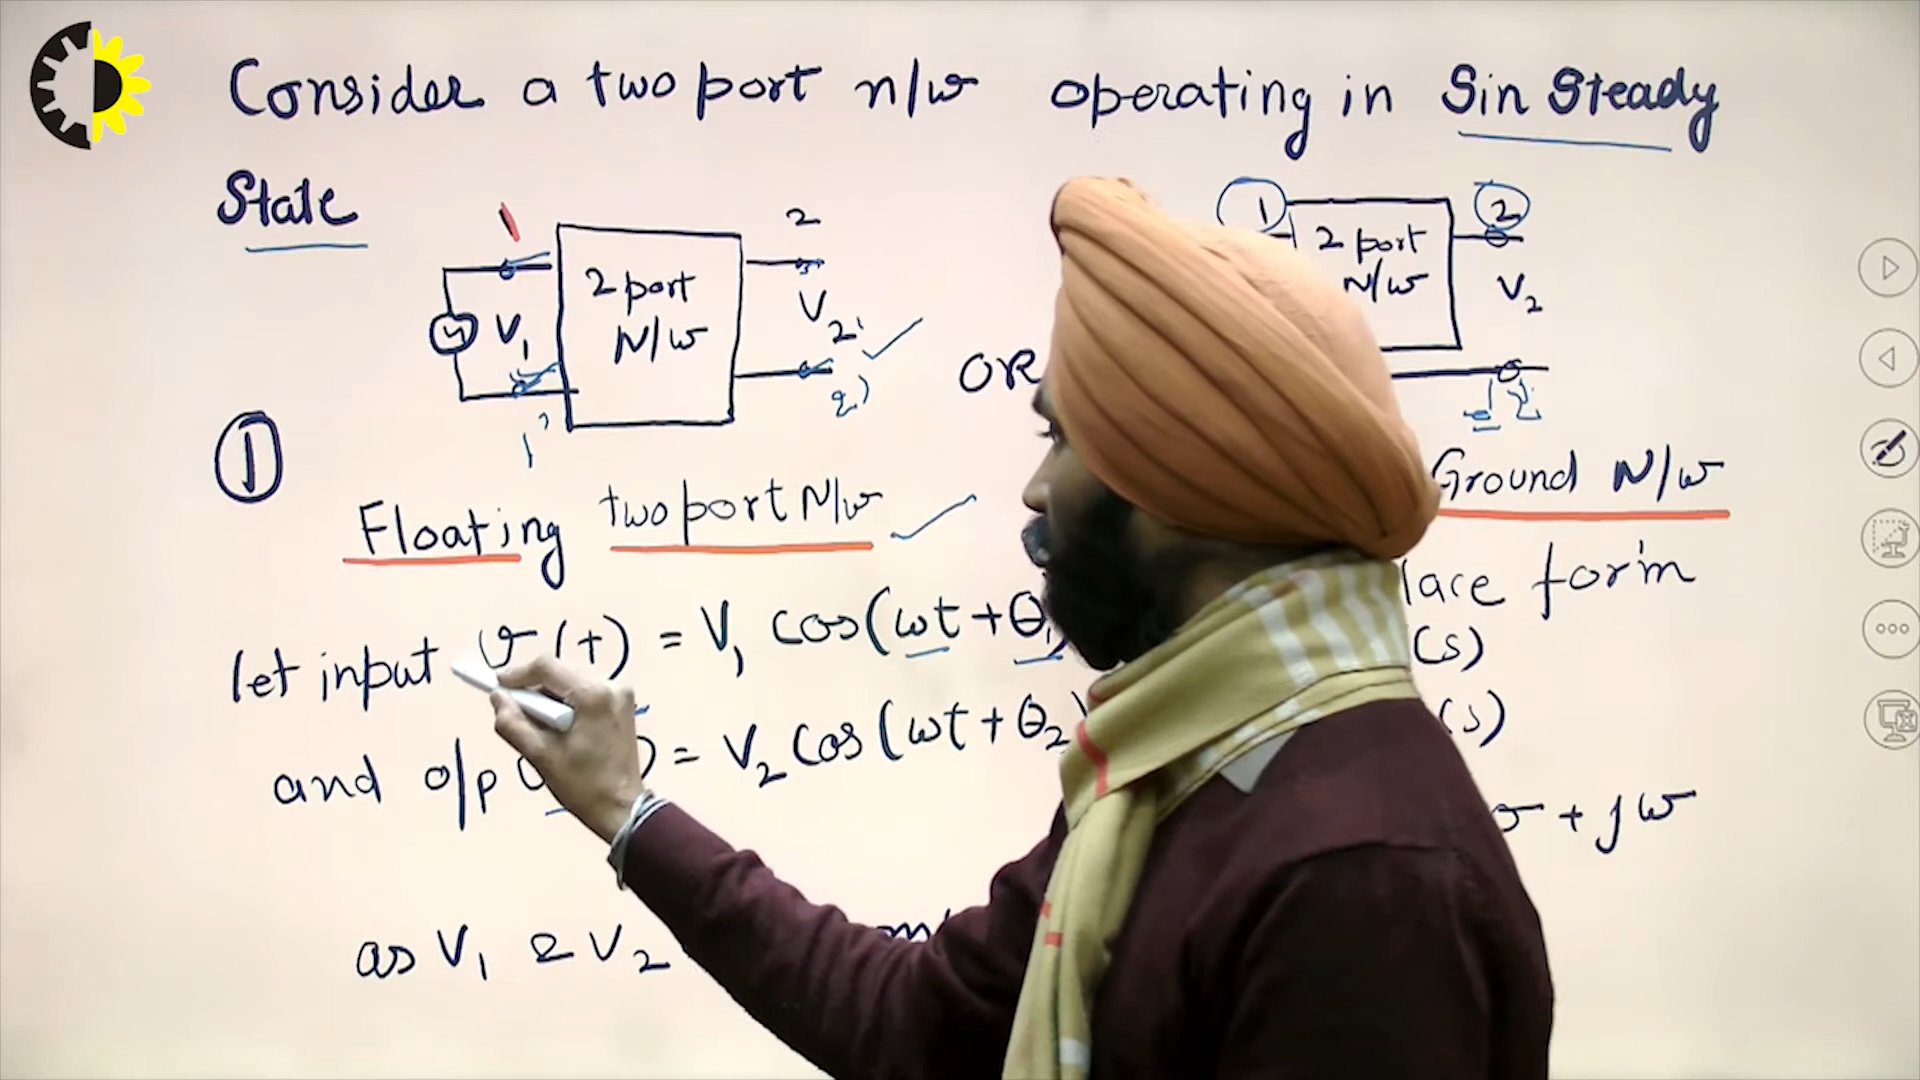 Consider a two port n/w operating in Sin Steady
State
1 2
2 port
N/w
V1 V2
1' 2'
OR
1 2
2 port
N/w
V2
1
Floating two port N/w
Ground N/w
let input v (t) = V1 cos(ωt + θ1)
form
(s)
and o/p = V2 cos(ωt + θ2)
(s)
σ + jω
as V1 & V2